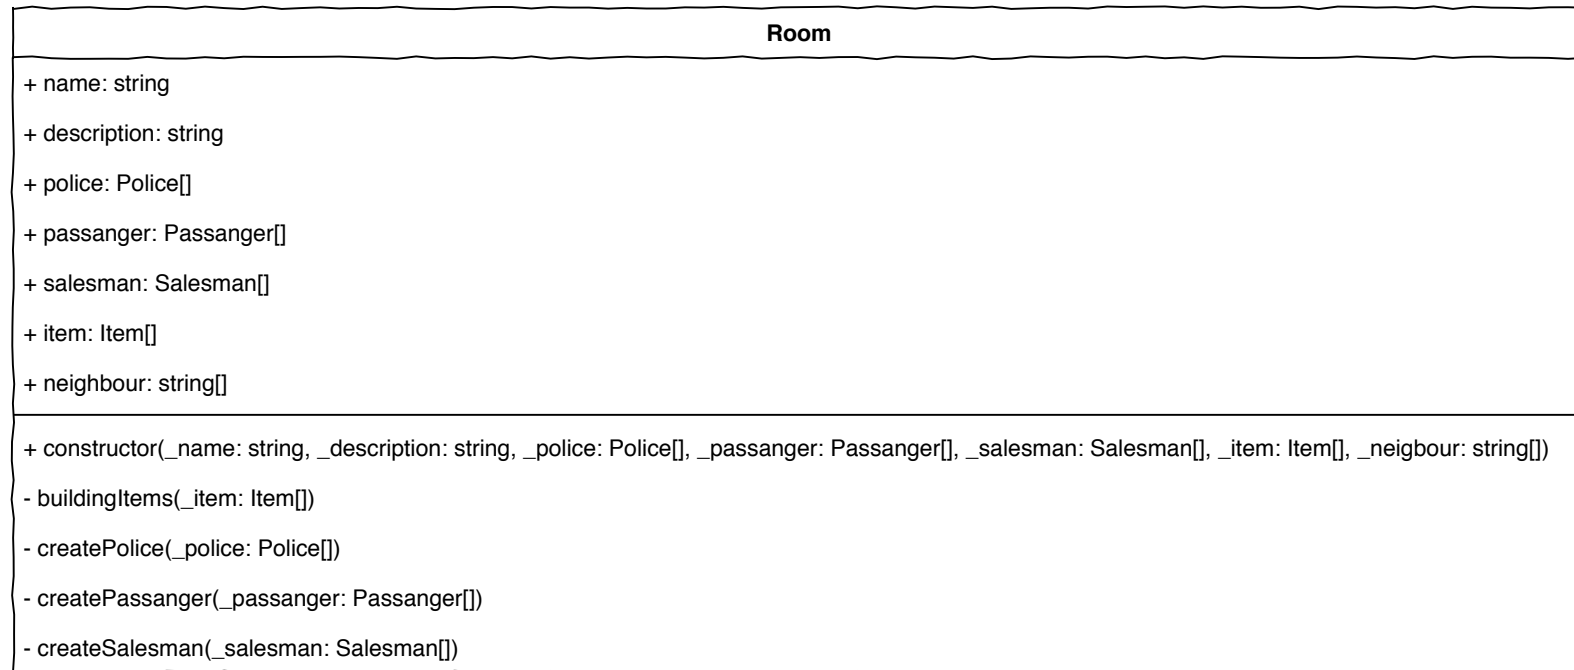 Room
+ name: string
+ description: string
+ police: Police[]
+ passanger: Passanger[]
+ salesman: Salesman[]
+ item: Item[]
+ neighbour: string[]
+ constructor(_name: string, _description: string, _police: Police[], _passanger: Passanger[], _salesman: Salesman[], _item: Item[], _neigbour: string[])
- buildingItems(_item: Item[])
- createPolice(_police: Police[])
- createPassanger(_passanger: Passanger[])
- createSalesman(_salesman: Salesman[])